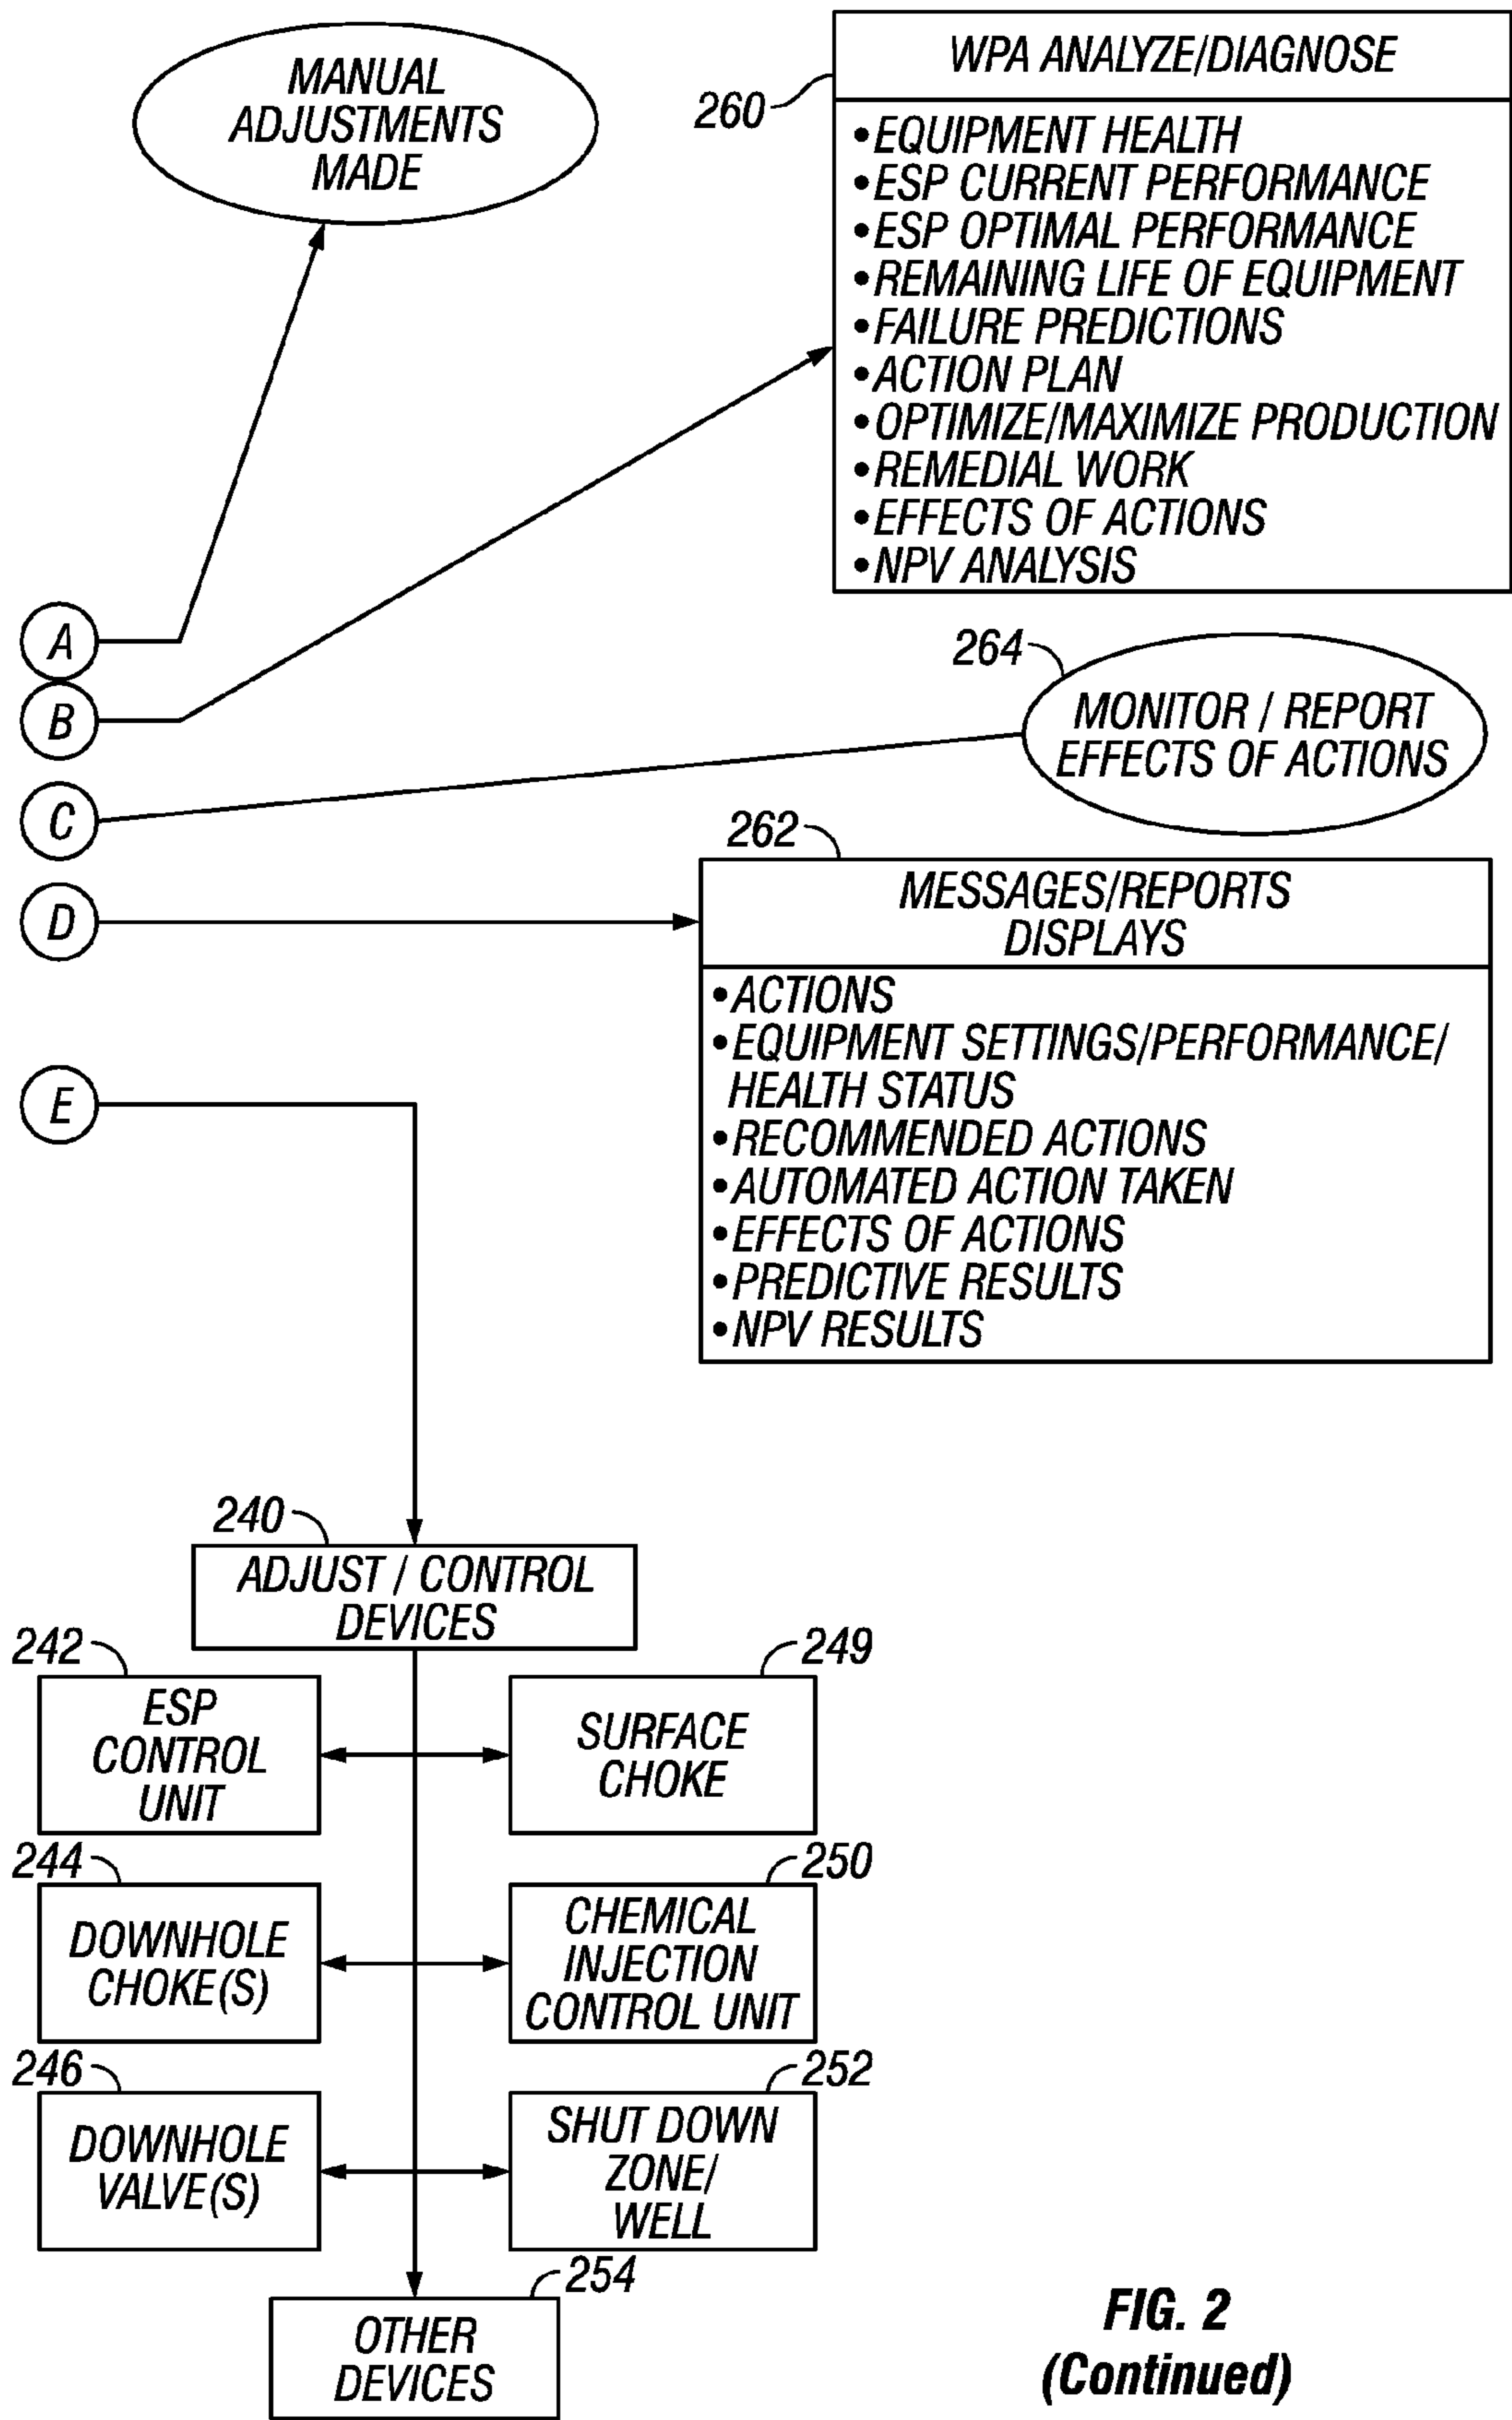 MANUAL
ADJUSTMENTS
MADE
260
WPA ANALYZE/DIAGNOSE
•EQUIPMENT HEALTH
•ESP CURRENT PERFORMANCE
•ESP OPTIMAL PERFORMANCE
•REMAINING LIFE OF EQUIPMENT
•FAILURE PREDICTIONS
•ACTION PLAN
•OPTIMIZE/MAXIMIZE PRODUCTION
•REMEDIAL WORK
•EFFECTS OF ACTIONS
•NPV ANALYSIS
A
B
C
D
E
264
MONITOR / REPORT
EFFECTS OF ACTIONS
262
MESSAGES/REPORTS
DISPLAYS
•ACTIONS
•EQUIPMENT SETTINGS/PERFORMANCE/
HEALTH STATUS
•RECOMMENDED ACTIONS
•AUTOMATED ACTION TAKEN
•EFFECTS OF ACTIONS
•PREDICTIVE RESULTS
•NPV RESULTS
240
ADJUST / CONTROL
DEVICES
242
ESP
CONTROL
UNIT
249
SURFACE
CHOKE
244
DOWNHOLE
CHOKE(S)
250
CHEMICAL
INJECTION
CONTROL UNIT
246
DOWNHOLE
VALVE(S)
252
SHUT DOWN
ZONE/
WELL
254
OTHER
DEVICES
FIG. 2
(Continued)